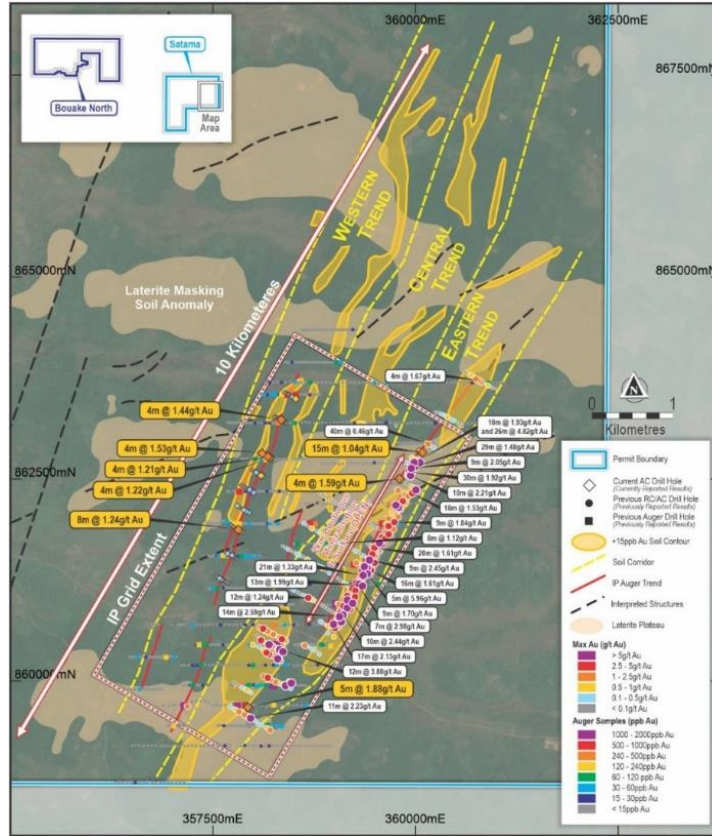 360000mE
362500mE
867500mN
867500mN
Satama
Bouake North
Map
Area
WESTERN
TREND
CENTRAL
TREND
EASTERN
TREND
865000mN
865000mN
Laterite Masking
Soil Anomaly
10 Kilometeres
4m @ 1.67g/t Au
N
0
1
Kilometres
4m @ 1.44g/t Au
40m @ 0.46g/t Au
10m @ 1.93g/t Au
and 26m @ 4.62g/t Au
4m @ 1.53g/t Au
15m @ 1.04g/t Au
29m @ 1.48g/t Au
4m @ 1.21g/t Au
9m @ 2.05g/t Au
862500mN
862500mN
4m @ 1.22g/t Au
4m @ 1.59g/t Au
30m @ 1.92g/t Au
10m @ 2.21g/t Au
8m @ 1.24g/t Au
18m @ 1.53g/t Au
9m @ 1.84g/t Au
8m @ 1.12g/t Au
20m @ 1.61g/t Au
21m @ 1.33g/t Au
9m @ 2.45g/t Au
13m @ 1.99g/t Au
16m @ 1.61g/t Au
12m @ 1.24g/t Au
5m @ 5.96g/t Au
14m @ 2.59g/t Au
9m @ 1.70g/t Au
7m @ 2.98g/t Au
10m @ 2.44g/t Au
17m @ 2.13g/t Au
12m @ 3.88g/t Au
5m @ 1.88g/t Au
11m @ 2.23g/t Au
IP Grid Extent
860000mN
860000mN
357500mE
360000mE
Permit Boundary
Current AC Drill Hole
(Currently Reported Results)
Previous RC/AC Drill Hole
(Previously Reported Results)
Previous Auger Drill Hole
(Previously Reported Results)
+15ppb Au Soil Contour
Soil Corridor
IP Auger Trend
Interpreted Structures
Laterite Plateau
Max Au (g/t Au)
> 5g/t Au
2.5 - 5g/t Au
1 - 2.5g/t Au
0.5 - 1g/t Au
0.1 - 0.5g/t Au
< 0.1g/t Au
Auger Samples (ppb Au)
1000 - 2000ppb Au
500 - 1000ppb Au
240 - 500ppb Au
120 - 240ppb Au
60 - 120 ppb Au
30 - 60ppb Au
15 - 30ppb Au
< 15ppb Au